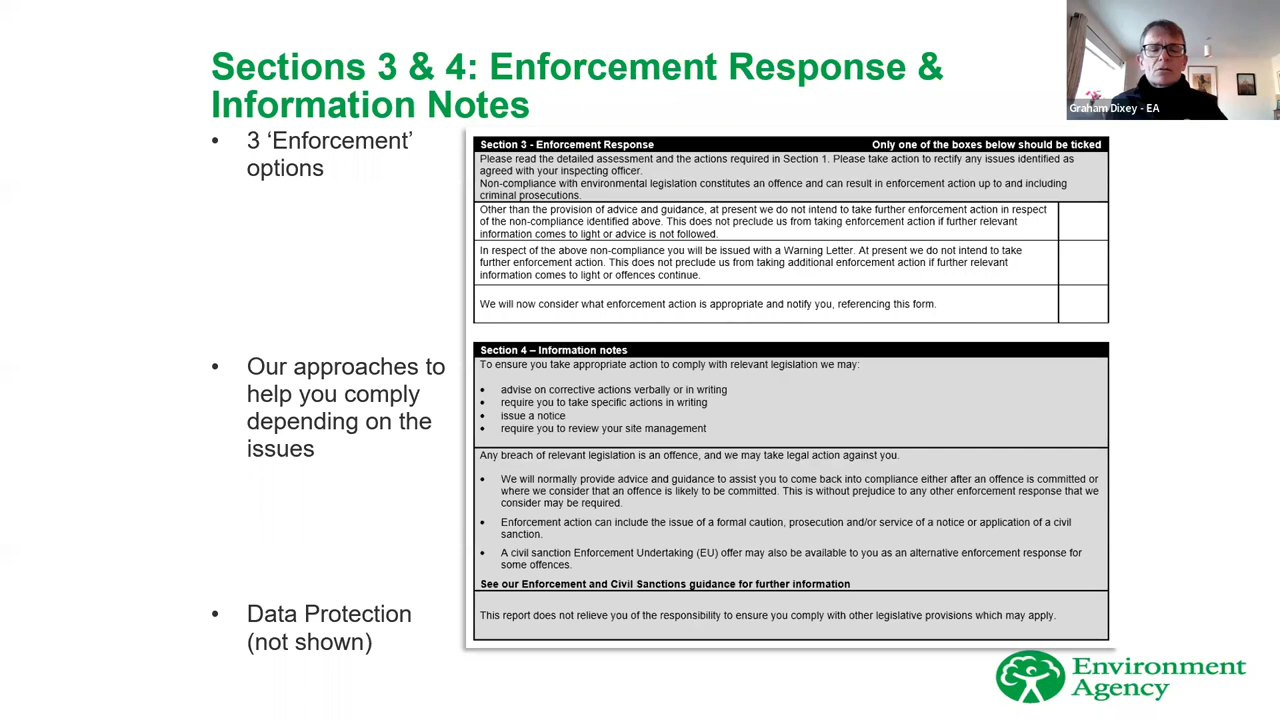 Sections 3 & 4: Enforcement Response &
Information Notes
Graham Dixey - EA
• 3 ‘Enforcement’
options
Section 3 - Enforcement Response Only one of the boxes below should be ticked
Please read the detailed assessment and the actions required in Section 1. Please take action to rectify any issues identified as
agreed with your inspecting officer.
Non-compliance with environmental legislation constitutes an offence and can result in enforcement action up to and including
criminal prosecutions.
Other than the provision of advice and guidance, at present we do not intend to take further enforcement action in respect
of the non-compliance identified above. This does not preclude us from taking enforcement action if further relevant
information comes to light or advice is not followed.
In respect of the above non-compliance you will be issued with a Warning Letter. At present we do not intend to take
further enforcement action. This does not preclude us from taking additional enforcement action if further relevant
information comes to light or offences continue.
We will now consider what enforcement action is appropriate and notify you, referencing this form.
• Our approaches to
help you comply
depending on the
issues
Section 4 – Information notes
To ensure you take appropriate action to comply with relevant legislation we may:
• advise on corrective actions verbally or in writing
• require you to take specific actions in writing
• issue a notice
• require you to review your site management
Any breach of relevant legislation is an offence, and we may take legal action against you.
• We will normally provide advice and guidance to assist you to come back into compliance either after an offence is committed or
where we consider that an offence is likely to be committed. This is without prejudice to any other enforcement response that we
consider may be required.
• Enforcement action can include the issue of a formal caution, prosecution and/or service of a notice or application of a civil
sanction.
• A civil sanction Enforcement Undertaking (EU) offer may also be available to you as an alternative enforcement response for
some offences.
See our Enforcement and Civil Sanctions guidance for further information
This report does not relieve you of the responsibility to ensure you comply with other legislative provisions which may apply.
• Data Protection
(not shown)
Environment
Agency